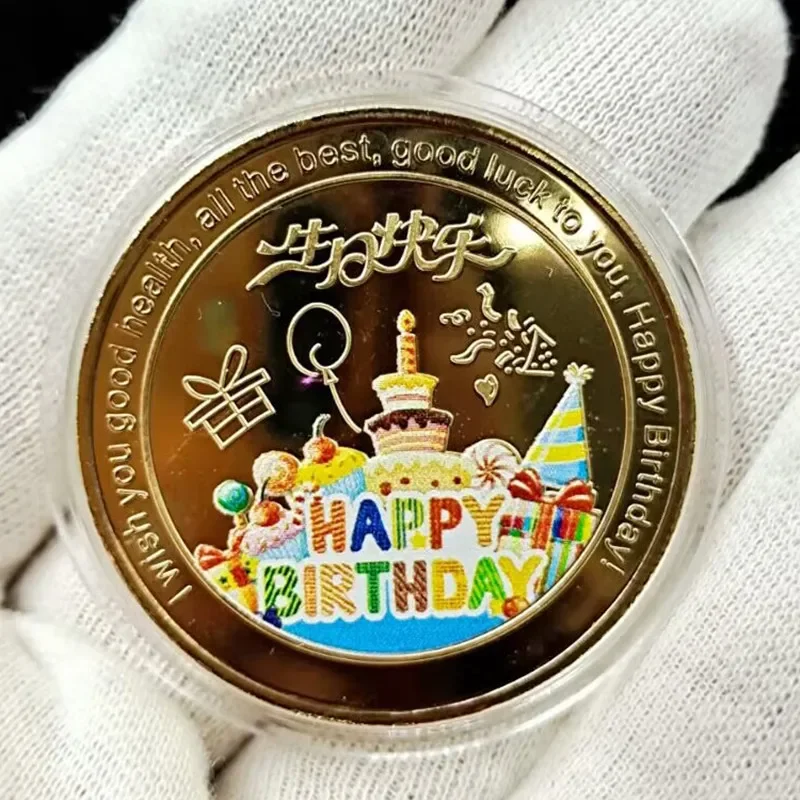 I wish you good health, all the best, good luck to you, Happy Birthday!
生日快乐
HAPPY
BIRTHDAY